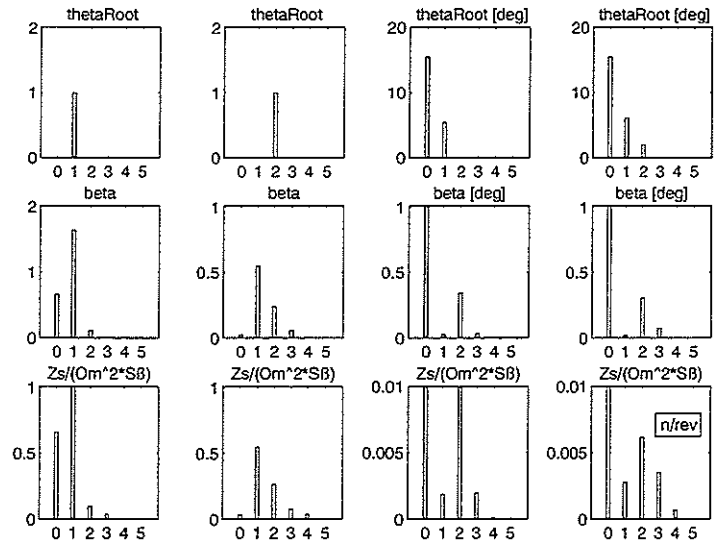 thetaRoot thetaRoot thetaRoot [deg] thetaRoot [deg]
2 2 20 20
1 1 10 10
0 0 0 0
0 1 2 3 4 5 0 1 2 3 4 5 0 1 2 3 4 5 0 1 2 3 4 5
beta beta beta [deg] beta [deg]
2 1 1 1
1 0.5 0.5 0.5
0 0 0 0
0 1 2 3 4 5 0 1 2 3 4 5 0 1 2 3 4 5 0 1 2 3 4 5
Zs/(Om^2*Sß) Zs/(Om^2*Sß) Zs/(Om^2*Sß) Zs/(Om^2*Sß)
1 1 0.01 0.01
n/rev
0.5 0.5 0.005 0.005
0 0 0 0
0 1 2 3 4 5 0 1 2 3 4 5 0 1 2 3 4 5 0 1 2 3 4 5